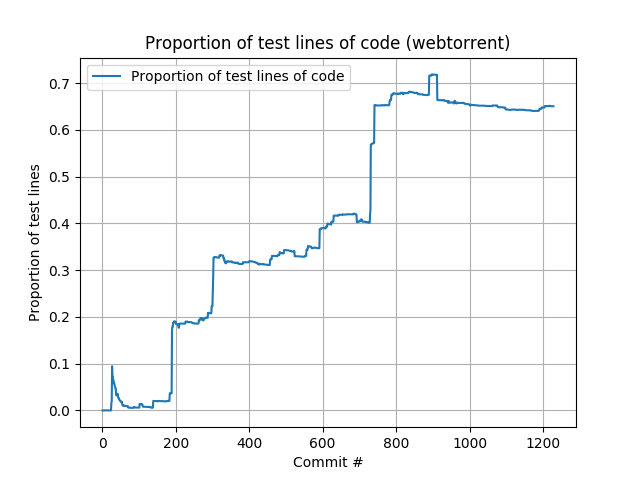 Proportion of test lines of code (webtorrent)
Proportion of test lines of code
Proportion of test lines
0.7
0.6
0.5
0.4
0.3
0.2
0.1
0.0
0 200 400 600 800 1000 1200
Commit #